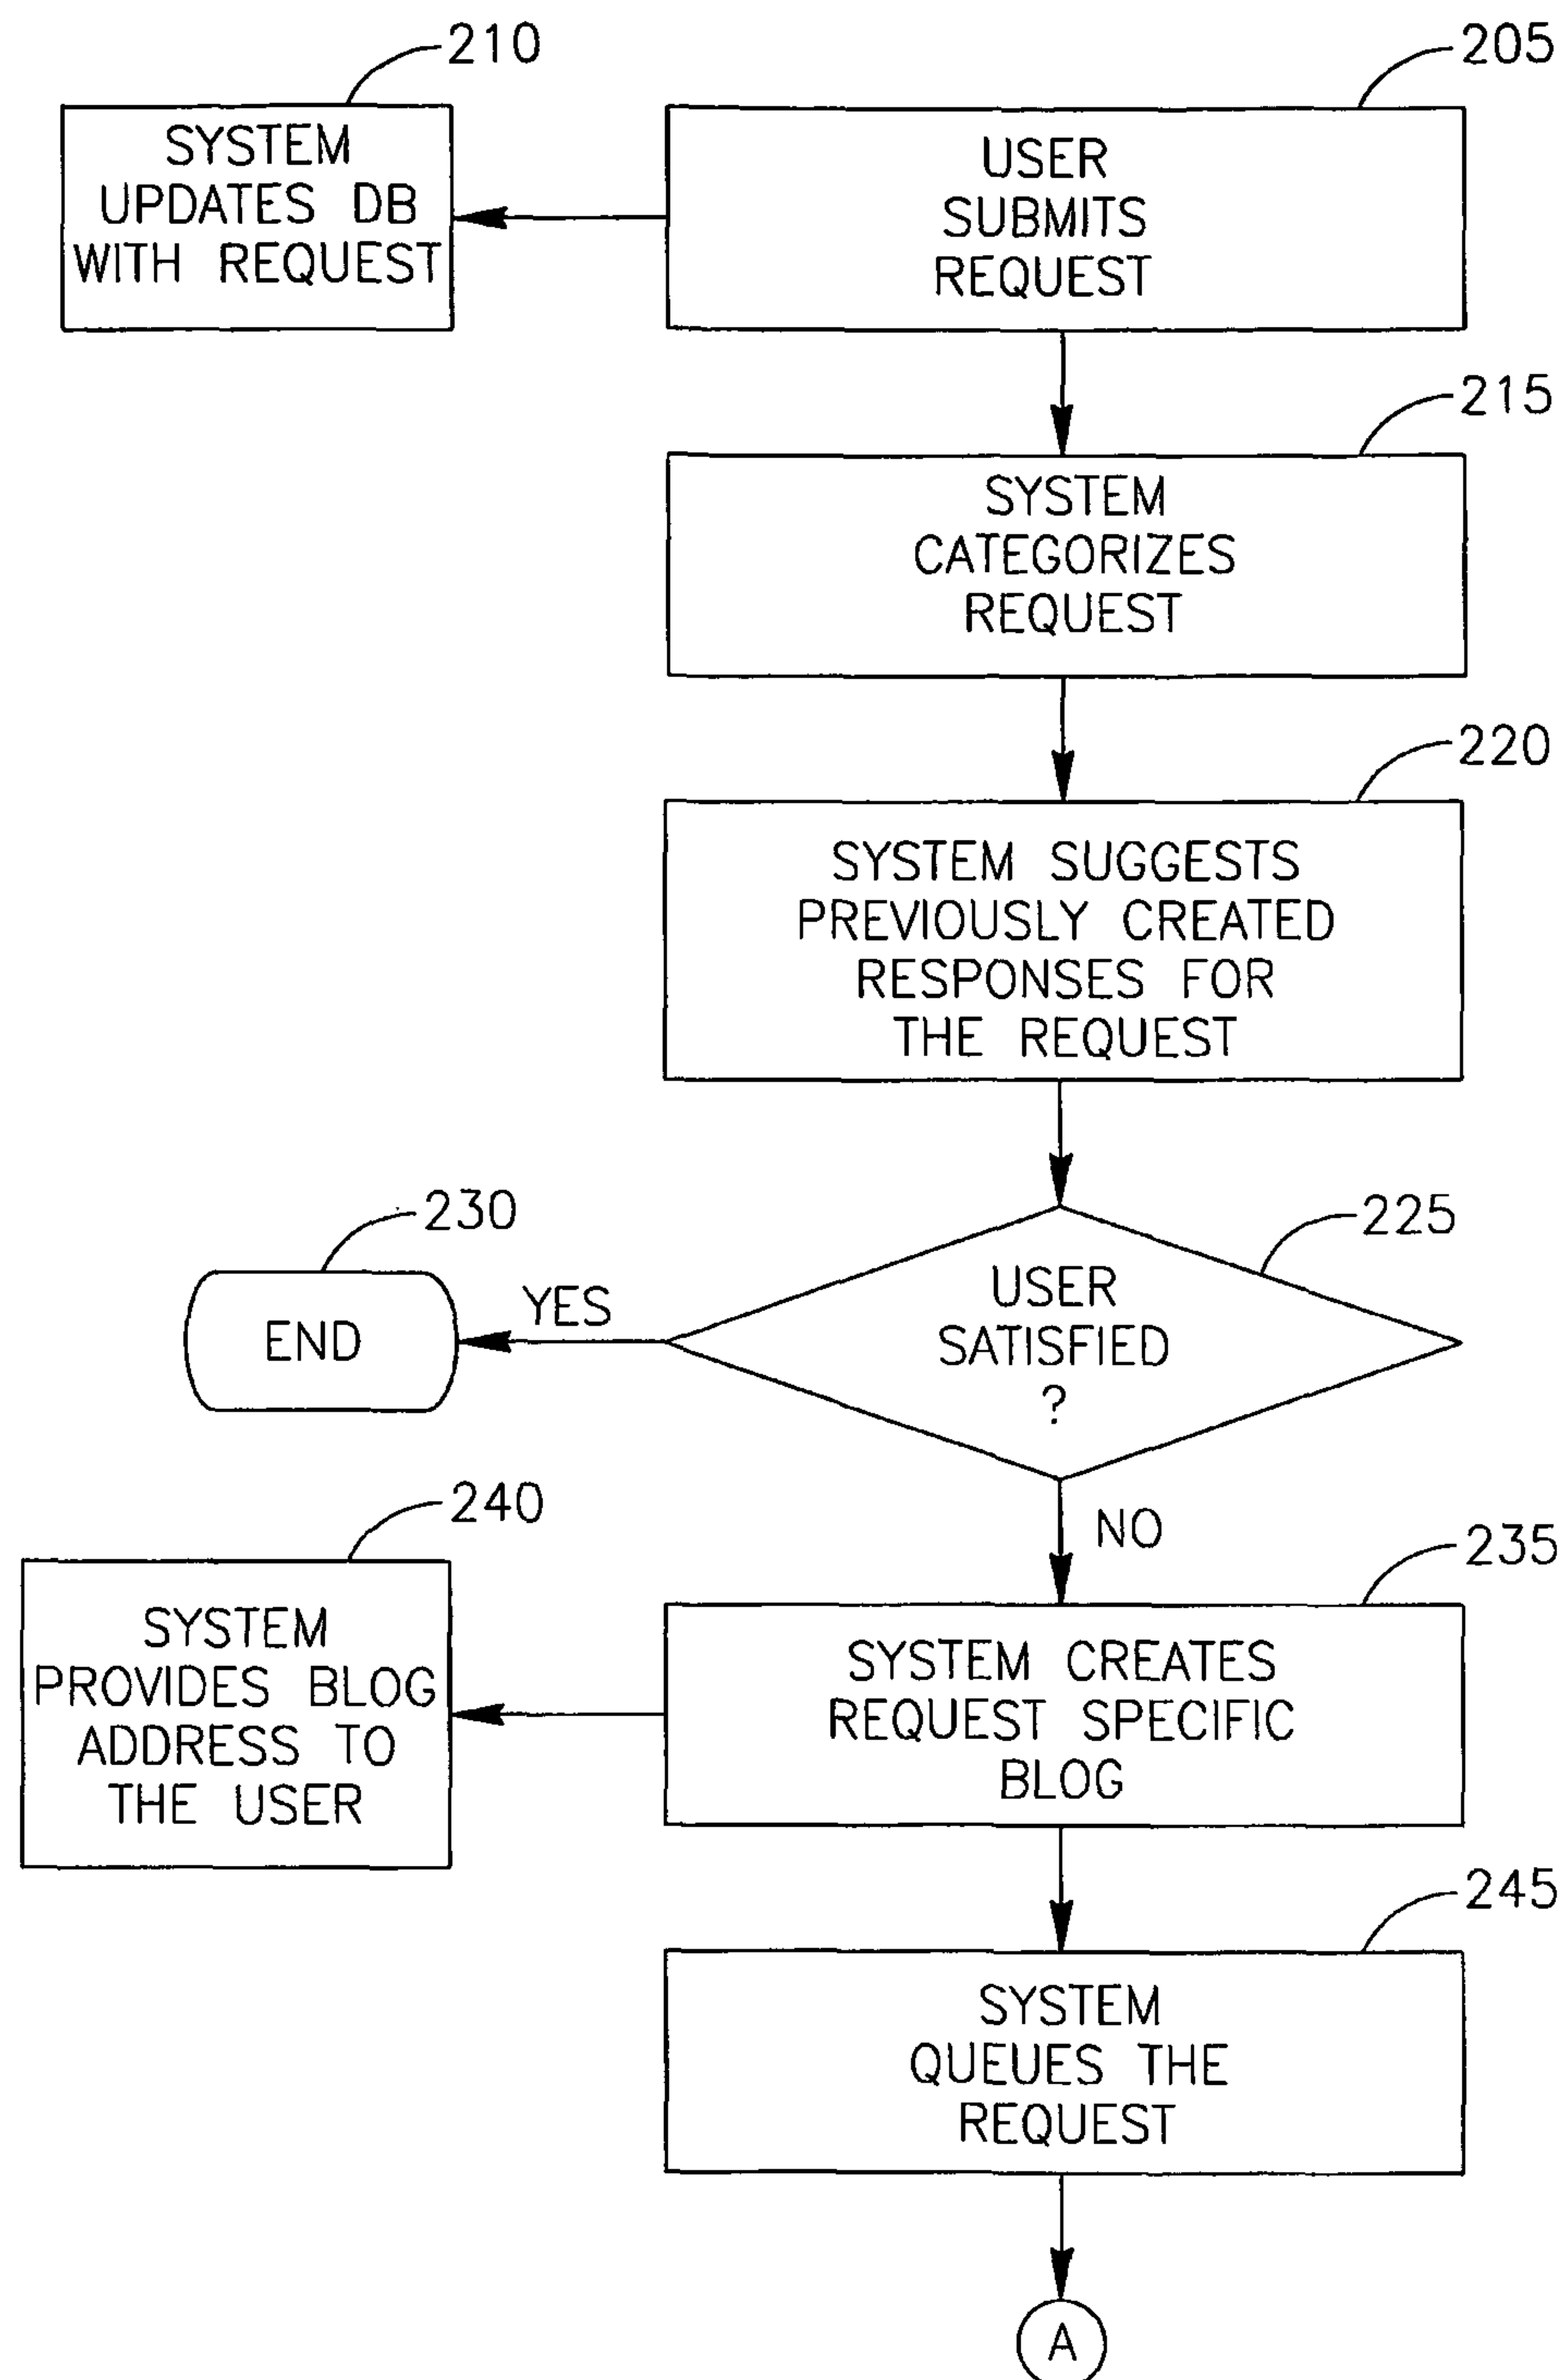 210
SYSTEM
UPDATES DB
WITH REQUEST
205
USER
SUBMITS
REQUEST
215
SYSTEM
CATEGORIZES
REQUEST
220
SYSTEM SUGGESTS
PREVIOUSLY CREATED
RESPONSES FOR
THE REQUEST
225
USER
SATISFIED
?
YES
230
END
NO
235
SYSTEM CREATES
REQUEST SPECIFIC
BLOG
240
SYSTEM
PROVIDES BLOG
ADDRESS TO
THE USER
245
SYSTEM
QUEUES THE
REQUEST
A